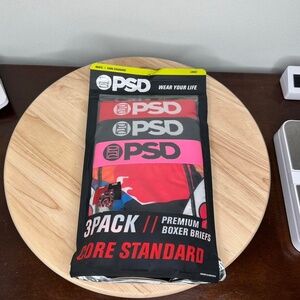 PSD WEAR YOUR LIFE
PSD
PSD
PSD
3PACK // PREMIUM
BOXER BRIEFS
CORE STANDARD